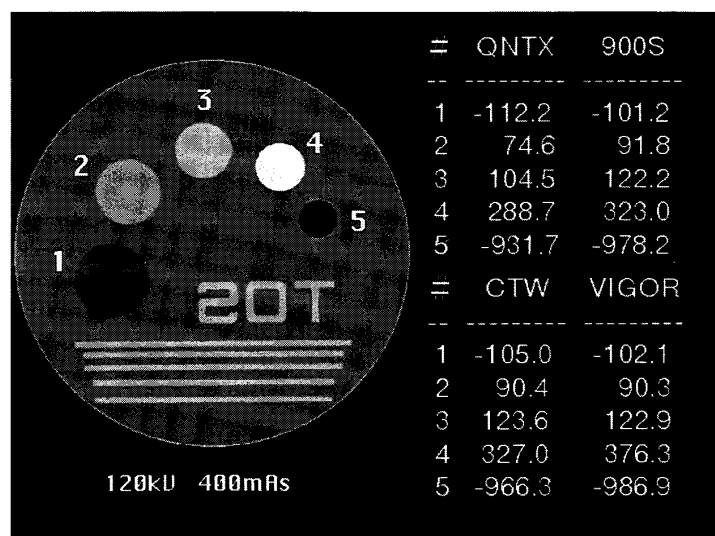 3
4
2
5
1
TOS
120kV 400mAs
# QNTX 900S
-- --------- ---------
1 -112.2 -101.2
2 74.6 91.8
3 104.5 122.2
4 288.7 323.0
5 -931.7 -978.2
# CTW VIGOR
-- --------- ---------
1 -105.0 -102.1
2 90.4 90.3
3 123.6 122.9
4 327.0 376.3
5 -966.3 -986.9